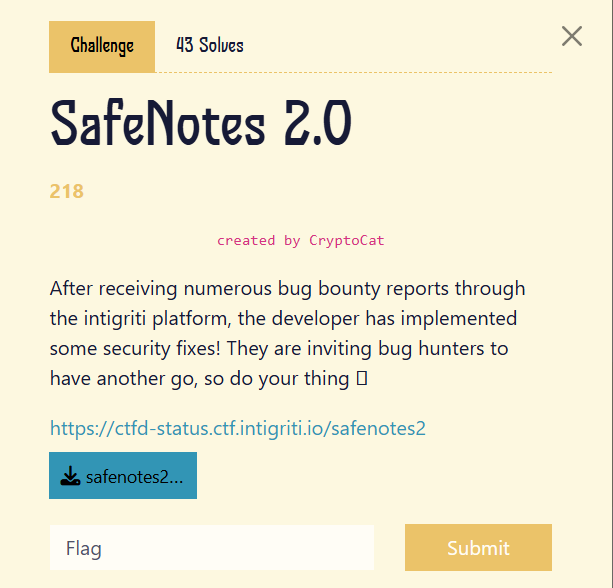 Challenge
43 Solves
SafeNotes 2.0
218
created by CryptoCat
After receiving numerous bug bounty reports through
the intigriti platform, the developer has implemented
some security fixes! They are inviting bug hunters to
have another go, so do your thing
https://ctfd-status.ctf.intigriti.io/safenotes2
safenotes2...
Flag
Submit